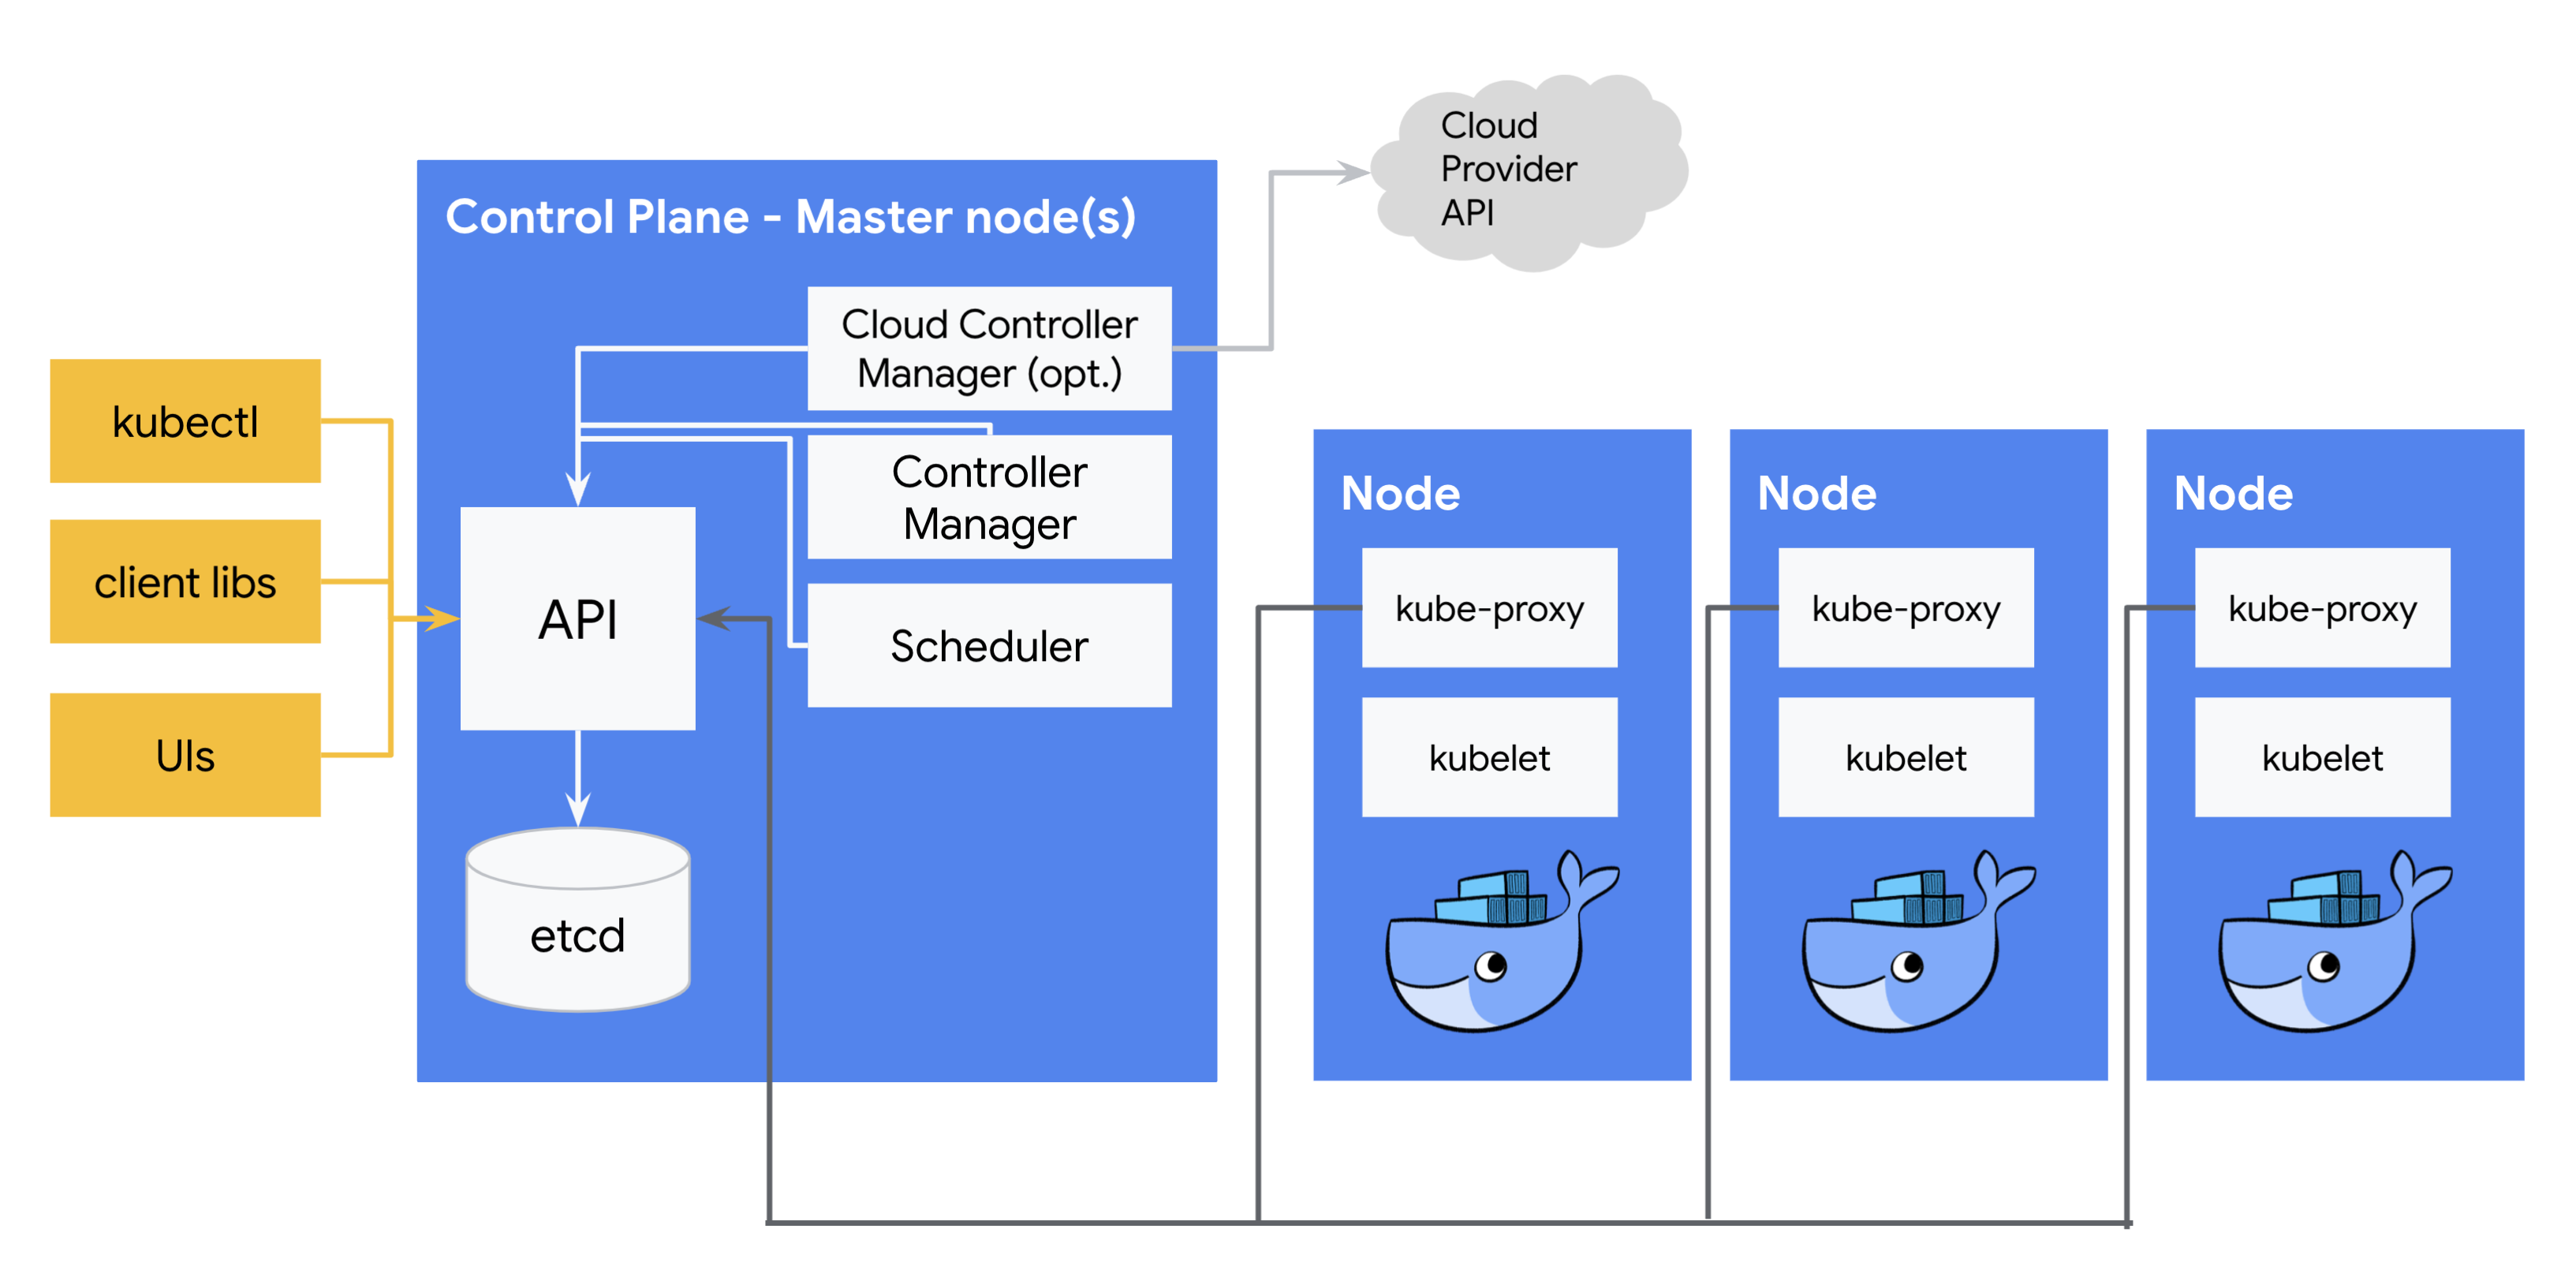 Cloud
Provider
API
Control Plane - Master node(s)
Cloud Controller
Manager (opt.)
Controller
Manager
Scheduler
API
etcd
kubectl
client libs
UIs
Node
kube-proxy
kubelet
Node
kube-proxy
kubelet
Node
kube-proxy
kubelet